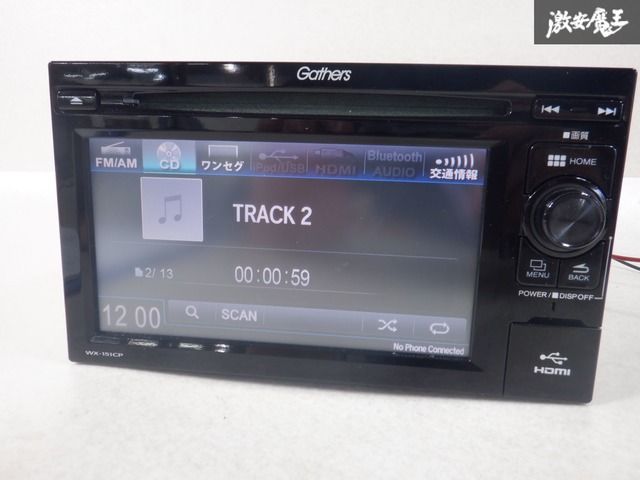 激安魔王
Gathers
■画質
FM/AM CD ワンセグ iPod/USB HDMI Bluetooth AUDIO 交通情報
HOME
TRACK 2
MENU BACK
2/ 13 00:00:59
POWER/■DISP OFF
12:00 SCAN
No Phone Connected
WX-151CP
HDMI